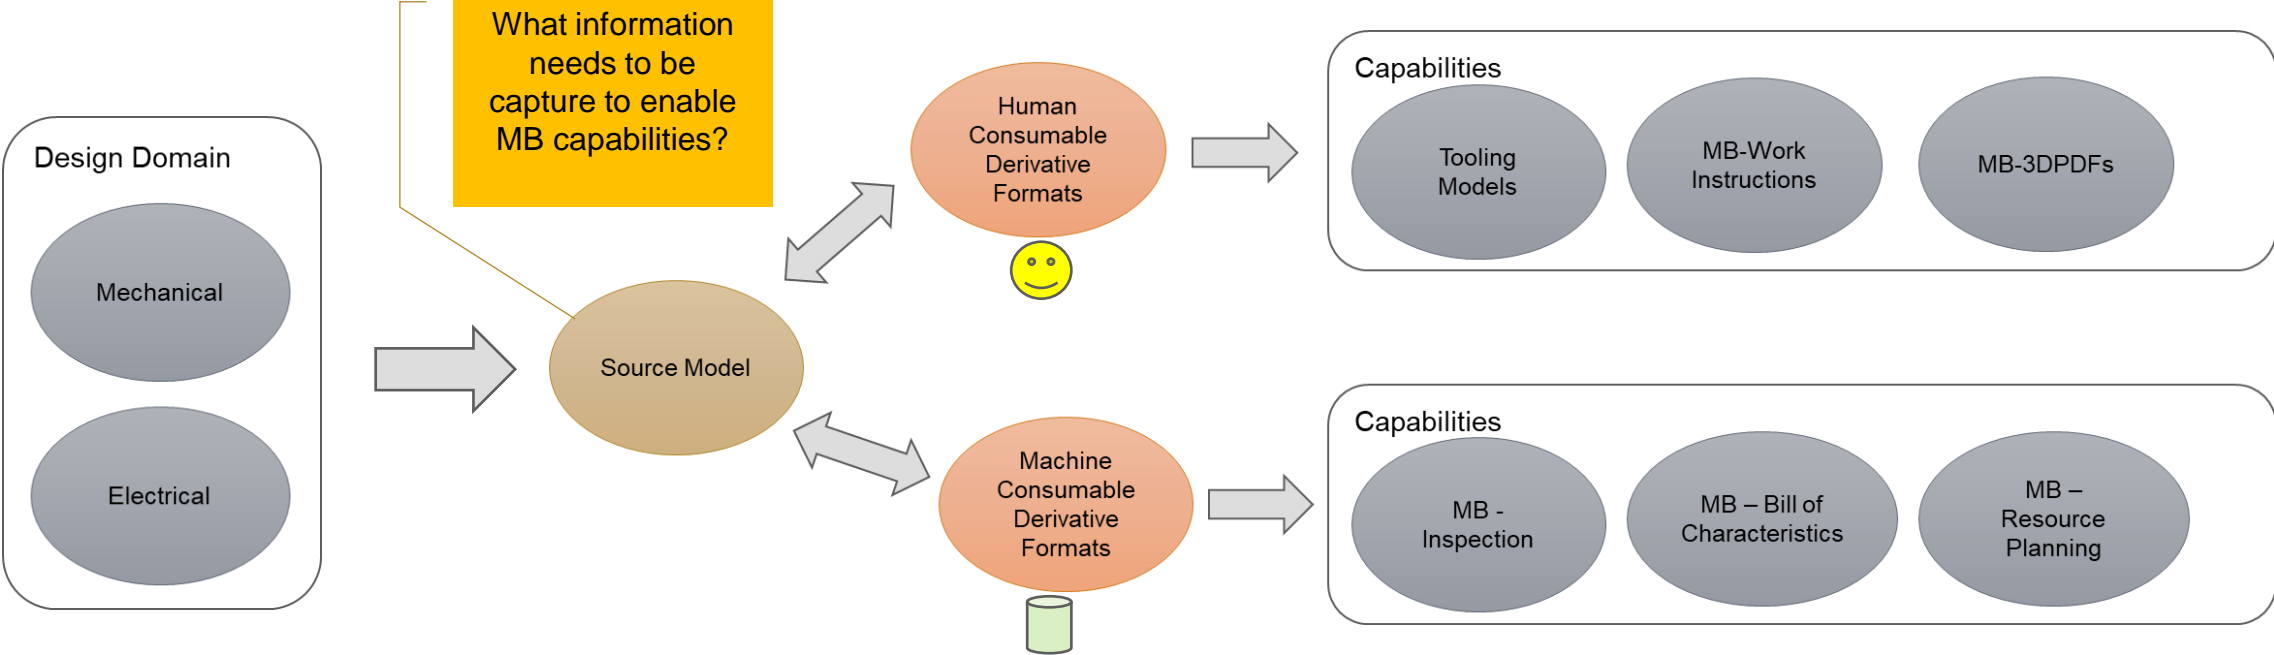 What information
needs to be
capture to enable
MB capabilities?
Design Domain
Mechanical
Electrical
Source Model
Human
Consumable
Derivative
Formats
Capabilities
Tooling
Models
MB-Work
Instructions
MB-3DPDFs
Machine
Consumable
Derivative
Formats
Capabilities
MB -
Inspection
MB – Bill of
Characteristics
MB –
Resource
Planning